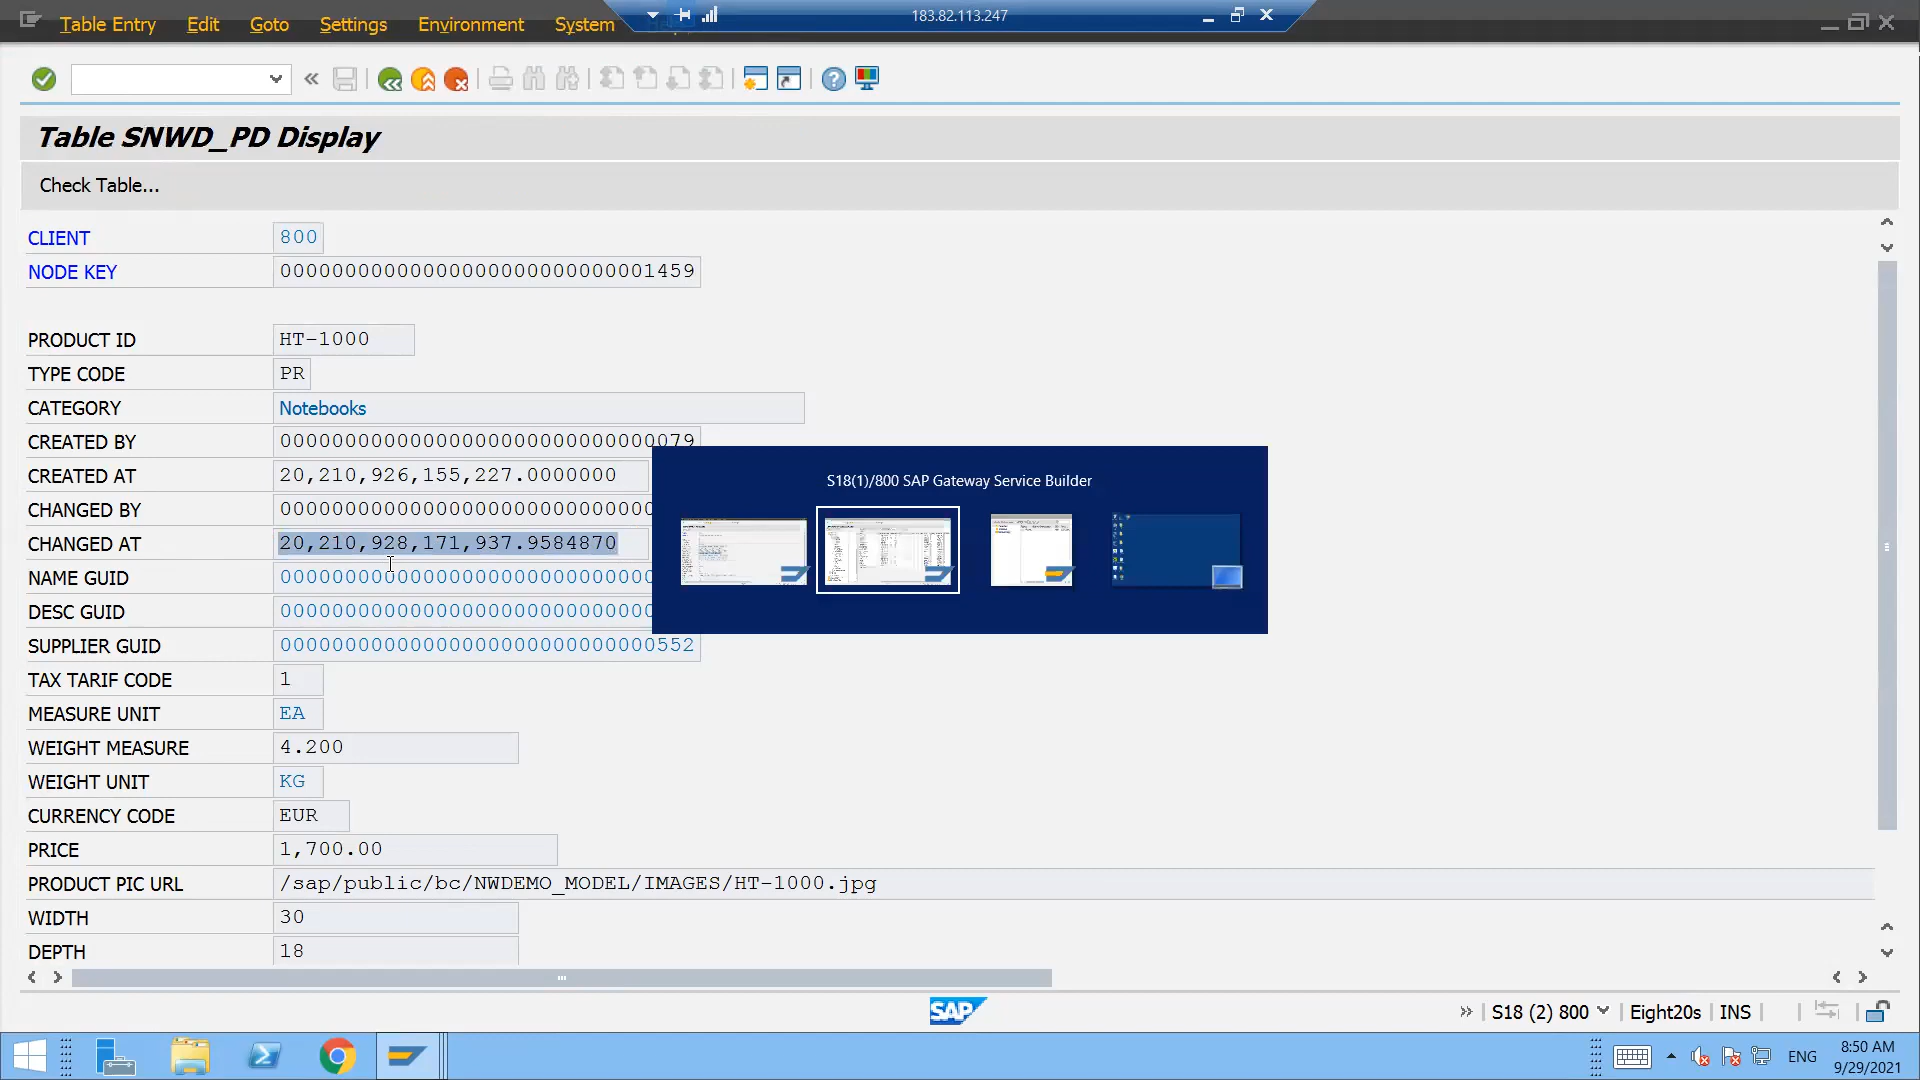 183.82.113.247
Table Entry Edit Goto Settings Environment System
Table SNWD_PD Display
Check Table...
CLIENT 800
NODE KEY 00000000000000000000000000001459
PRODUCT ID HT-1000
TYPE CODE PR
CATEGORY Notebooks
CREATED BY 00000000000000000000000000000079
CREATED AT 20,210,926,155,227.0000000
CHANGED BY
CHANGED AT 20,210,928,171,937.9584870
NAME GUID
DESC GUID
SUPPLIER GUID 00000000000000000000000000000552
S18(1)/800 SAP Gateway Service Builder
TAX TARIF CODE 1
MEASURE UNIT EA
WEIGHT MEASURE 4.200
WEIGHT UNIT KG
CURRENCY CODE EUR
PRICE 1,700.00
PRODUCT PIC URL /sap/public/bc/NWDEMO_MODEL/IMAGES/HT-1000.jpg
WIDTH 30
DEPTH 18
SAP
S18 (2) 800 Eight20s INS
ENG 8:50 AM
9/29/2021